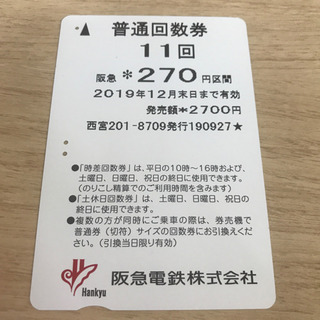 普通回数券
11回
阪急 *270 円区間
2019年12月末日まで有効
発売額*2700円
西宮201-8709発行190927★
●「時差回数券」は、平日の10時～16時および、
土曜日、日曜日、祝日の終日に使用できます。
(のりこし精算でのご利用時間を含みます)
●「土休日回数券」は、土曜日、日曜日、祝日の
終日に使用できます。
●複数の方が同時にご乗車の際は、券売機で
普通券（切符）サイズの回数券にお引換えくだ
さい。（引換当日限り有効）
Hankyu
阪急電鉄株式会社